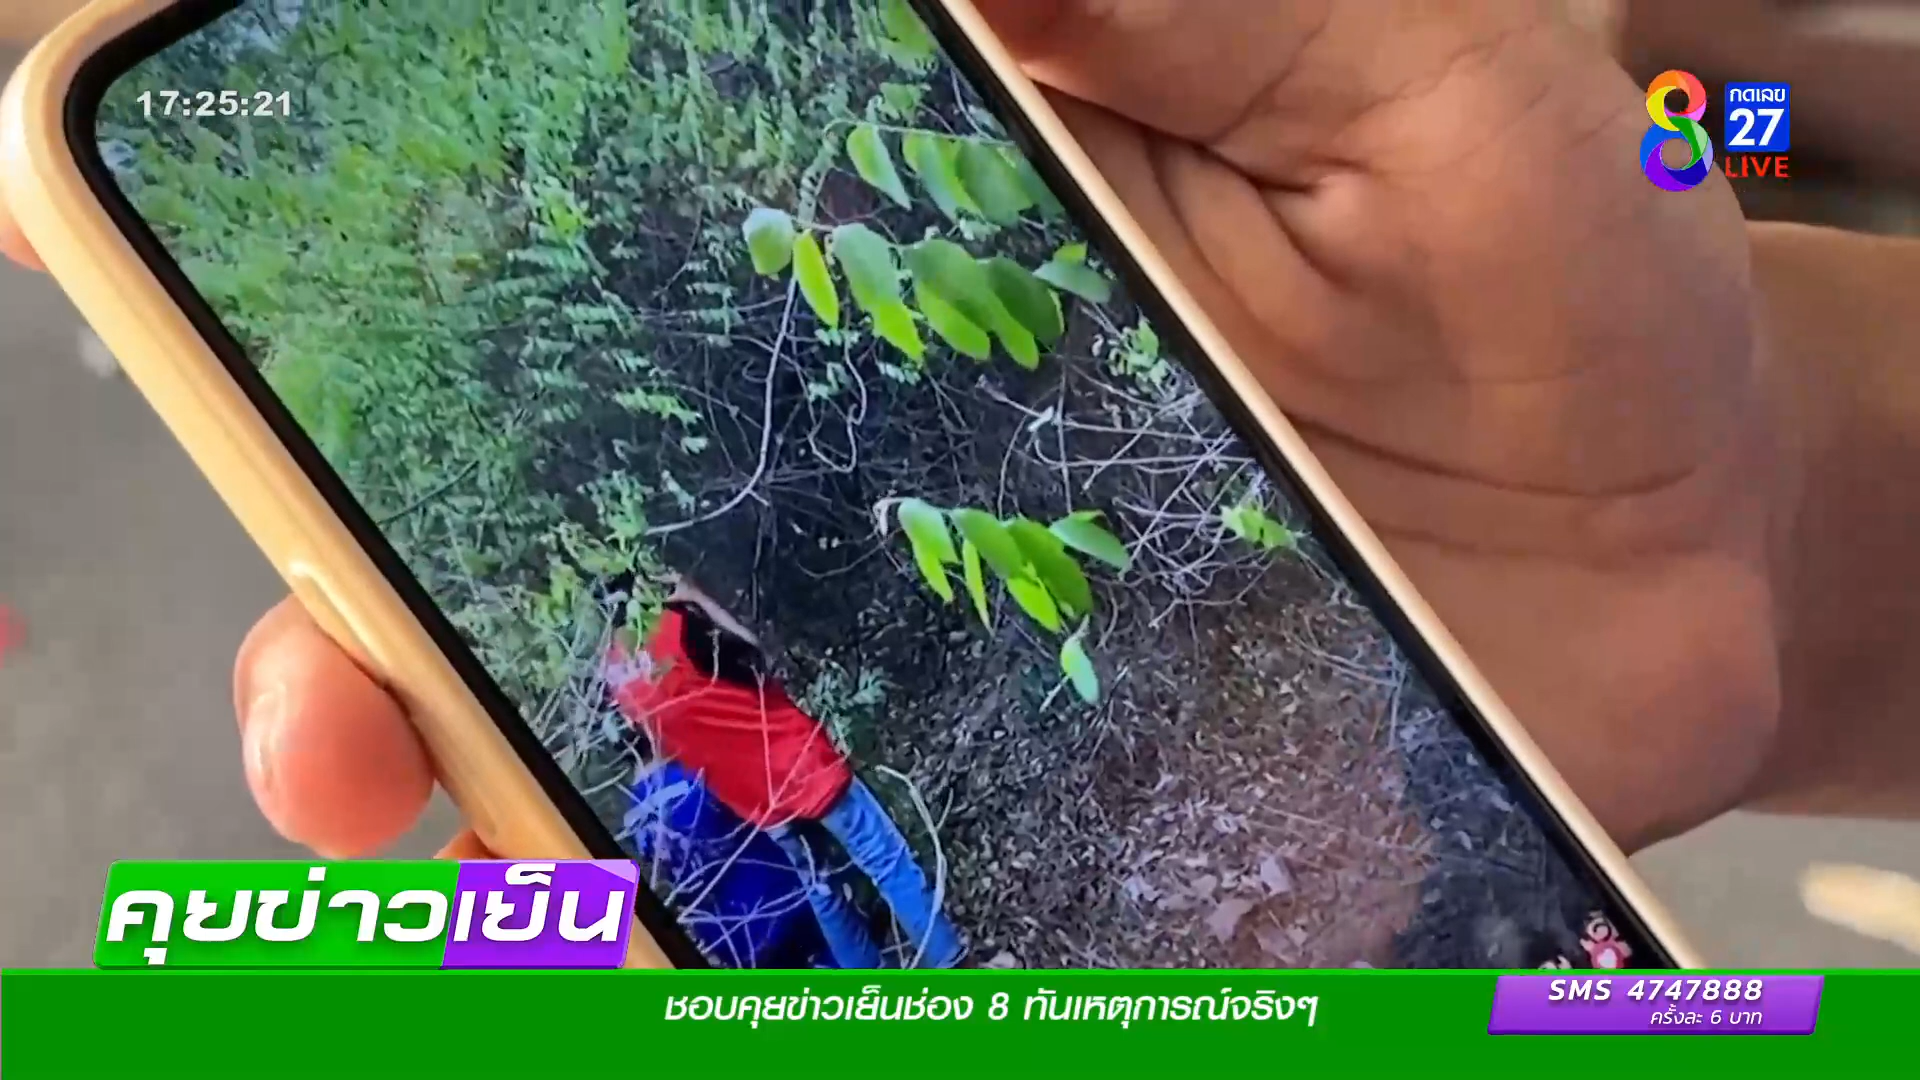 17:25:21
8
กดเลข
27
LIVE
คุยข่าวเย็น
ชอบคุยข่าวเย็นช่อง 8 ทันเหตุการณ์จริงๆ
SMS 4747888
ครั้งละ 6 บาท